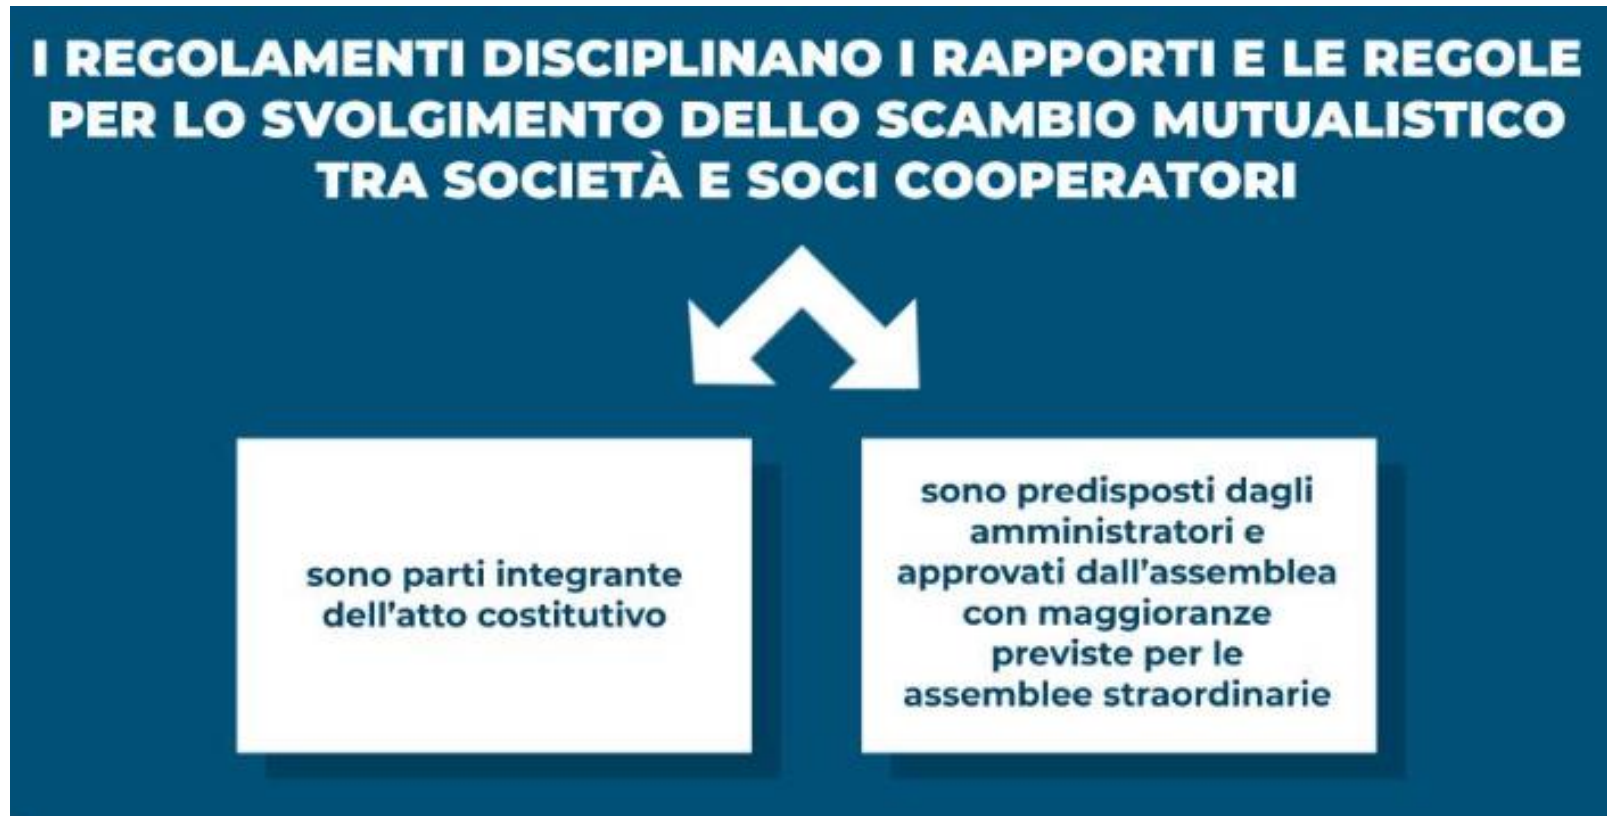 I REGOLAMENTI DISCIPLINANO I RAPPORTI E LE REGOLE
PER LO SVOLGIMENTO DELLO SCAMBIO MUTUALISTICO
TRA SOCIETÀ E SOCI COOPERATORI
sono parti integrante
dell'atto costitutivo
sono predisposti dagli
amministratori e
approvati dall'assemblea
con maggioranze
previste per le
assemblee straordinarie